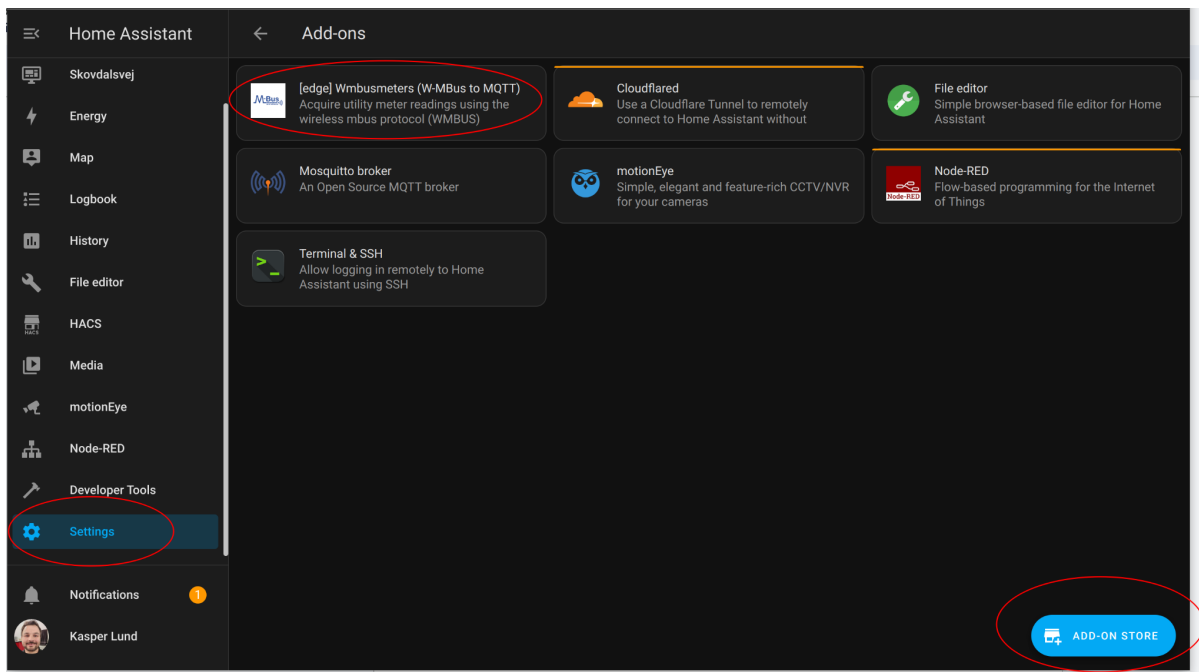 Home Assistant
Add-ons
Skovdalsvej
Energy
Map
Logbook
History
File editor
HACS
HACS
Media
motionEye
Node-RED
Developer Tools
Settings
Notifications
1
Kasper Lund
M-Bus
[edge] Wmbusmeters (W-MBus to MQTT)
Acquire utility meter readings using the
wireless mbus protocol (WMBUS)
Cloudflared
Use a Cloudflare Tunnel to remotely
connect to Home Assistant without
File editor
Simple browser-based file editor for Home
Assistant
Mosquitto broker
An Open Source MQTT broker
motionEye
Simple, elegant and feature-rich CCTV/NVR
for your cameras
Node-RED
Node-RED
Flow-based programming for the Internet
of Things
Terminal & SSH
Allow logging in remotely to Home
Assistant using SSH
ADD-ON STORE